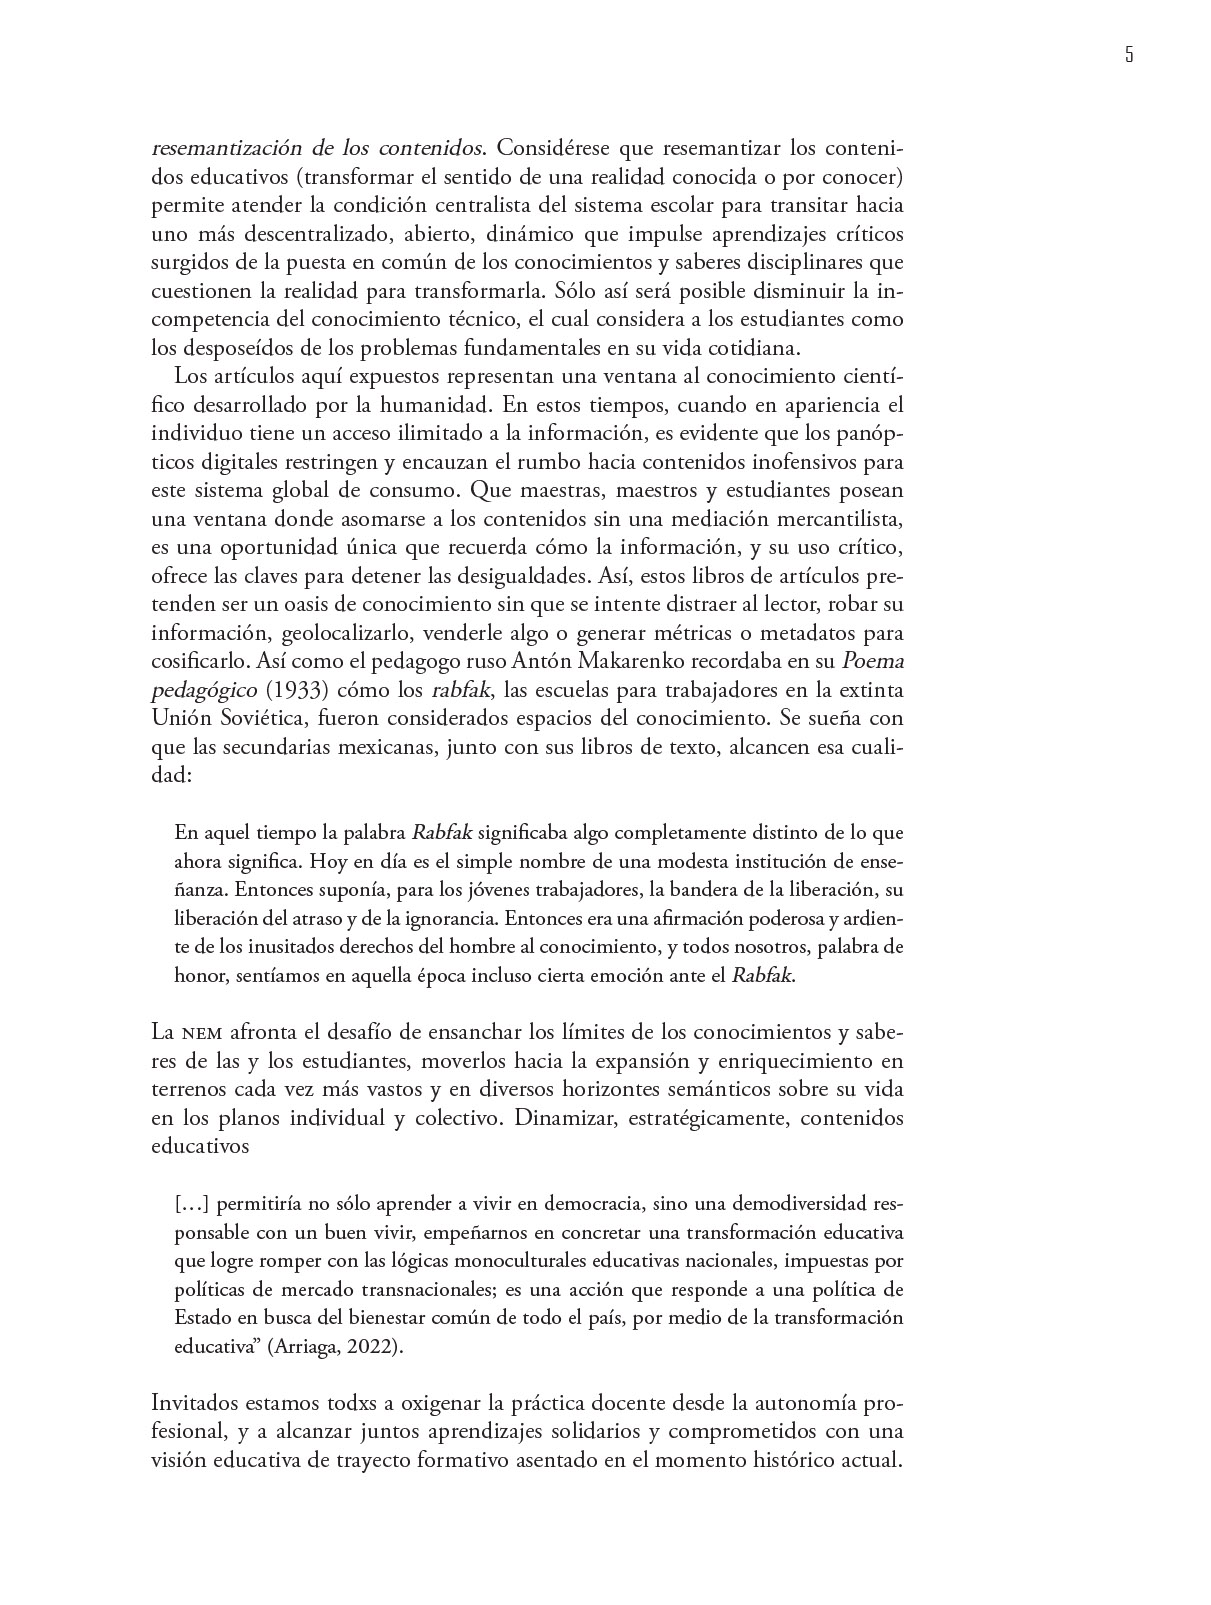 5
resemantización de los contenidos. Considérese que resemantizar los conteni-
dos educativos (transformar el sentido de una realidad conocida o por conocer)
permite atender la condición centralista del sistema escolar para transitar hacia
uno más descentralizado, abierto, dinámico que impulse aprendizajes críticos
surgidos de la puesta en común de los conocimientos y saberes disciplinares que
cuestionen la realidad para transformarla. Sólo así será posible disminuir la in-
competencia del conocimiento técnico, el cual considera a los estudiantes como
los desposeídos de los problemas fundamentales en su vida cotidiana.
Los artículos aquí expuestos representan una ventana al conocimiento cientí-
fico desarrollado por la humanidad. En estos tiempos, cuando en apariencia el
individuo tiene un acceso ilimitado a la información, es evidente que los panóp-
ticos digitales restringen y encauzan el rumbo hacia contenidos inofensivos para
este sistema global de consumo. Que maestras, maestros y estudiantes posean
una ventana donde asomarse a los contenidos sin una mediación mercantilista,
es una oportunidad única que recuerda cómo la información, y su uso crítico,
ofrece las claves para detener las desigualdades. Así, estos libros de artículos pre-
tenden ser un oasis de conocimiento sin que se intente distraer al lector, robar su
información, geolocalizarlo, venderle algo o generar métricas o metadatos para
cosificarlo. Así como el pedagogo ruso Antón Makarenko recordaba en su Poema
pedagógico (1933) cómo los rabfak, las escuelas para trabajadores en la extinta
Unión Soviética, fueron considerados espacios del conocimiento. Se sueña con
que las secundarias mexicanas, junto con sus libros de texto, alcancen esa cuali-
dad:
En aquel tiempo la palabra Rabfak significaba algo completamente distinto de lo que
ahora significa. Hoy en día es el simple nombre de una modesta institución de ense-
ñanza. Entonces suponía, para los jóvenes trabajadores, la bandera de la liberación, su
liberación del atraso y de la ignorancia. Entonces era una afirmación poderosa y ardien-
te de los inusitados derechos del hombre al conocimiento, y todos nosotros, palabra de
honor, sentíamos en aquella época incluso cierta emoción ante el Rabfak.
La NEM afronta el desafío de ensanchar los límites de los conocimientos y sabe-
res de las y los estudiantes, moverlos hacia la expansión y enriquecimiento en
terrenos cada vez más vastos y en diversos horizontes semánticos sobre su vida
en los planos individual y colectivo. Dinamizar, estratégicamente, contenidos
educativos
[…] permitiría no sólo aprender a vivir en democracia, sino una demodiversidad res-
ponsable con un buen vivir, empeñarnos en concretar una transformación educativa
que logre romper con las lógicas monoculturales educativas nacionales, impuestas por
políticas de mercado transnacionales; es una acción que responde a una política de
Estado en busca del bienestar común de todo el país, por medio de la transformación
educativa” (Arriaga, 2022).
Invitados estamos todxs a oxigenar la práctica docente desde la autonomía pro-
fesional, y a alcanzar juntos aprendizajes solidarios y comprometidos con una
visión educativa de trayecto formativo asentado en el momento histórico actual.